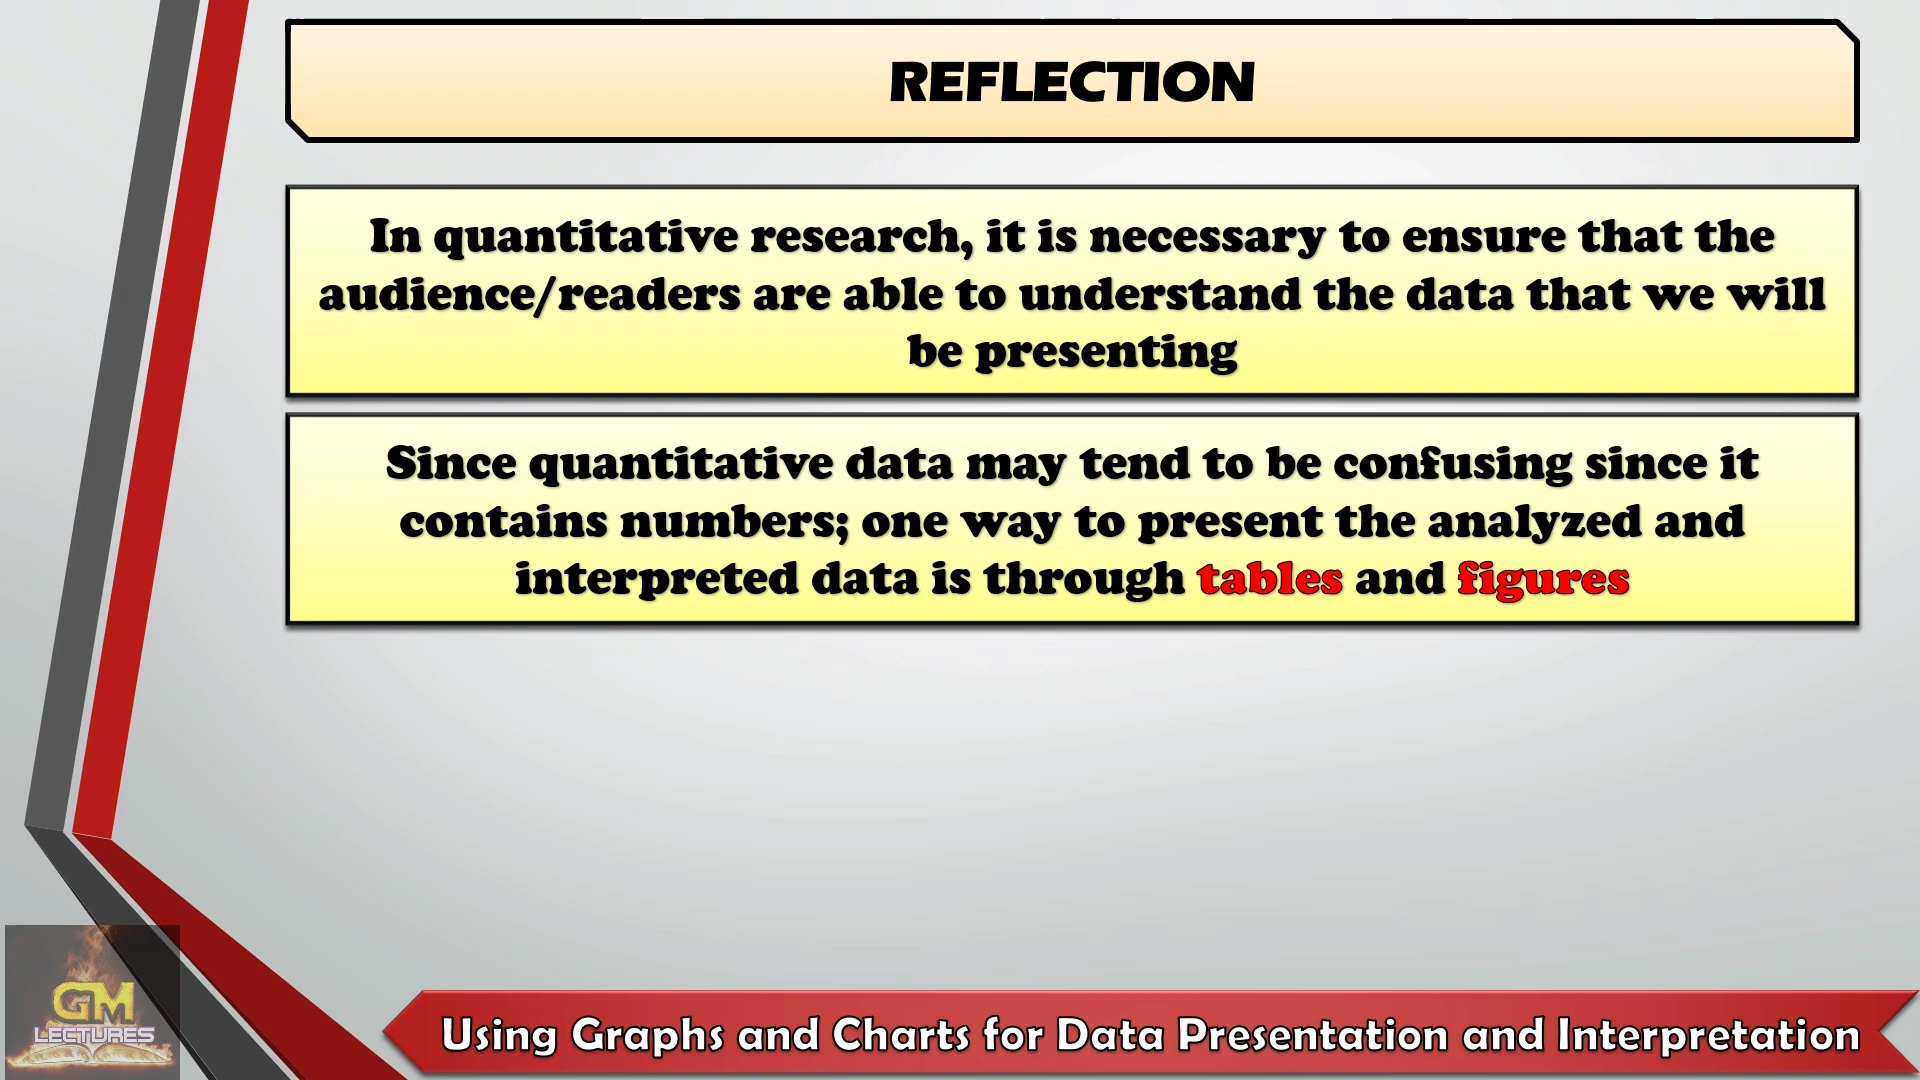 REFLECTION
In quantitative research, it is necessary to ensure that the
audience/readers are able to understand the data that we will
be presenting
Since quantitative data may tend to be confusing since it
contains numbers; one way to present the analyzed and
interpreted data is through tables and figures
GM
LECTURES
Using Graphs and Charts for Data Presentation and Interpretation